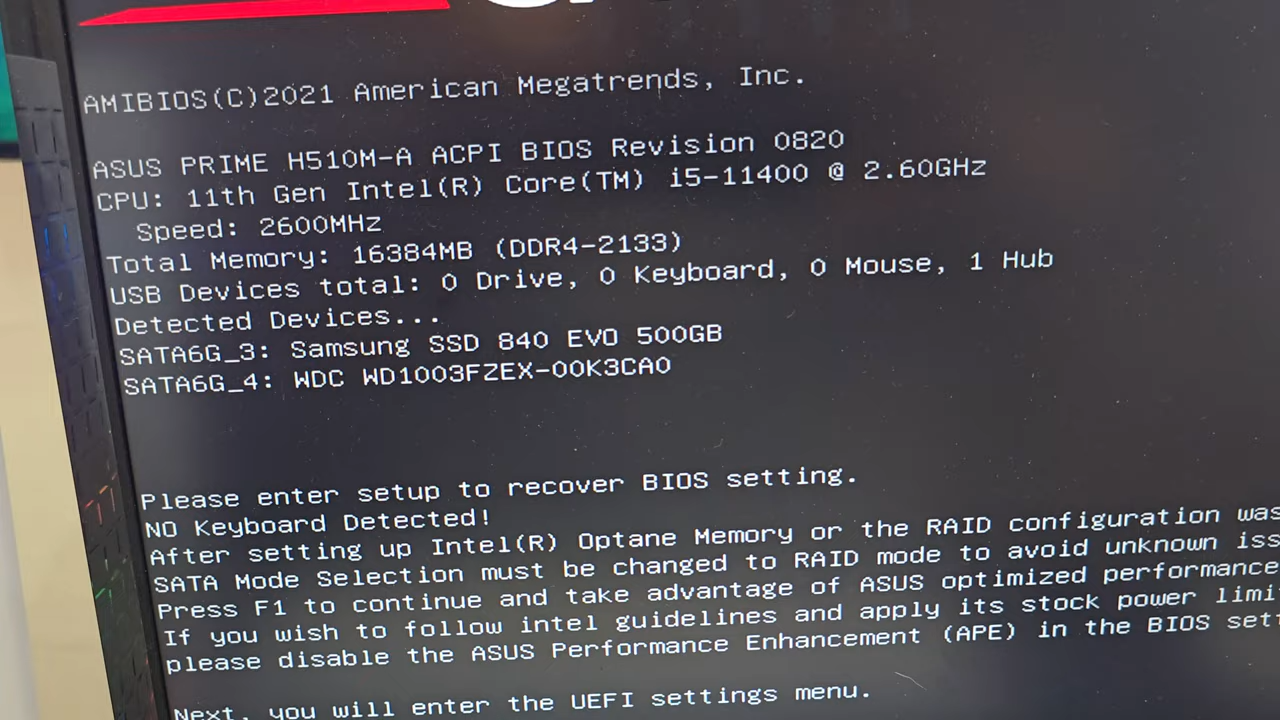 AMIBIOS(C)2021 American Megatrends, Inc.
ASUS PRIME H510M-A ACPI BIOS Revision 0820
CPU: 11th Gen Intel(R) Core(TM) i5-11400 @ 2.60GHz
Speed: 2600MHz
Total Memory: 16384MB (DDR4-2133)
USB Devices total: 0 Drive, 0 Keyboard, 0 Mouse, 1 Hub
Detected Devices...
SATA6G_3: Samsung SSD 840 EVO 500GB
SATA6G_4: WDC WD1003FZEX-00K3CA0
Please enter setup to recover BIOS setting.
NO Keyboard Detected!
After setting up Intel(R) Optane Memory or the RAID configuration was
SATA Mode Selection must be changed to RAID mode to avoid unknown iss
Press F1 to continue and take advantage of ASUS optimized performance
If you wish to follow intel guidelines and apply its stock power limi
please disable the ASUS Performance Enhancement (APE) in the BIOS sett
Next, you will enter the UEFI settings menu.